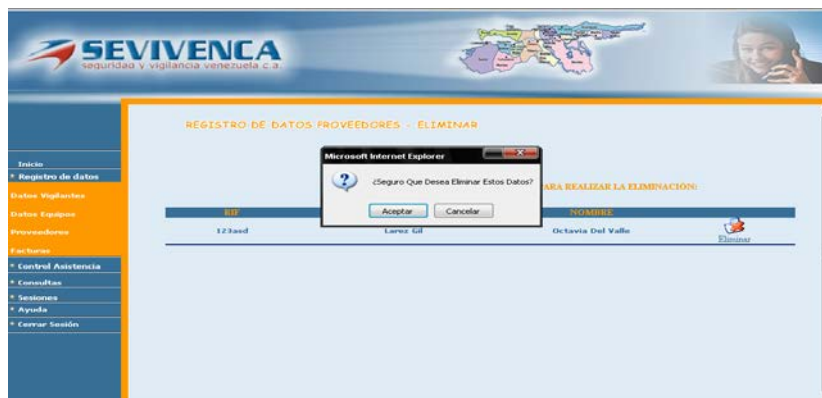 SEVIVENCA
seguridad y vigilancia venezuela c.a.
REGISTRO DE DATOS PROVEEDORES - ELIMINAR
Microsoft Internet Explorer
¿Seguro Que Desea Eliminar Estos Datos?
Aceptar Cancelar
PARA REALIZAR LA ELIMINACIÓN:
RIF NOMBRE
123asd Larez Gil Octavia Del Valle Eliminar
Inicio
* Registro de datos
Datos Vigilantes
Datos Equipos
Proveedores
Facturas
* Control Asistencia
* Consultas
* Sesiones
* Ayuda
* Cerrar Sesión